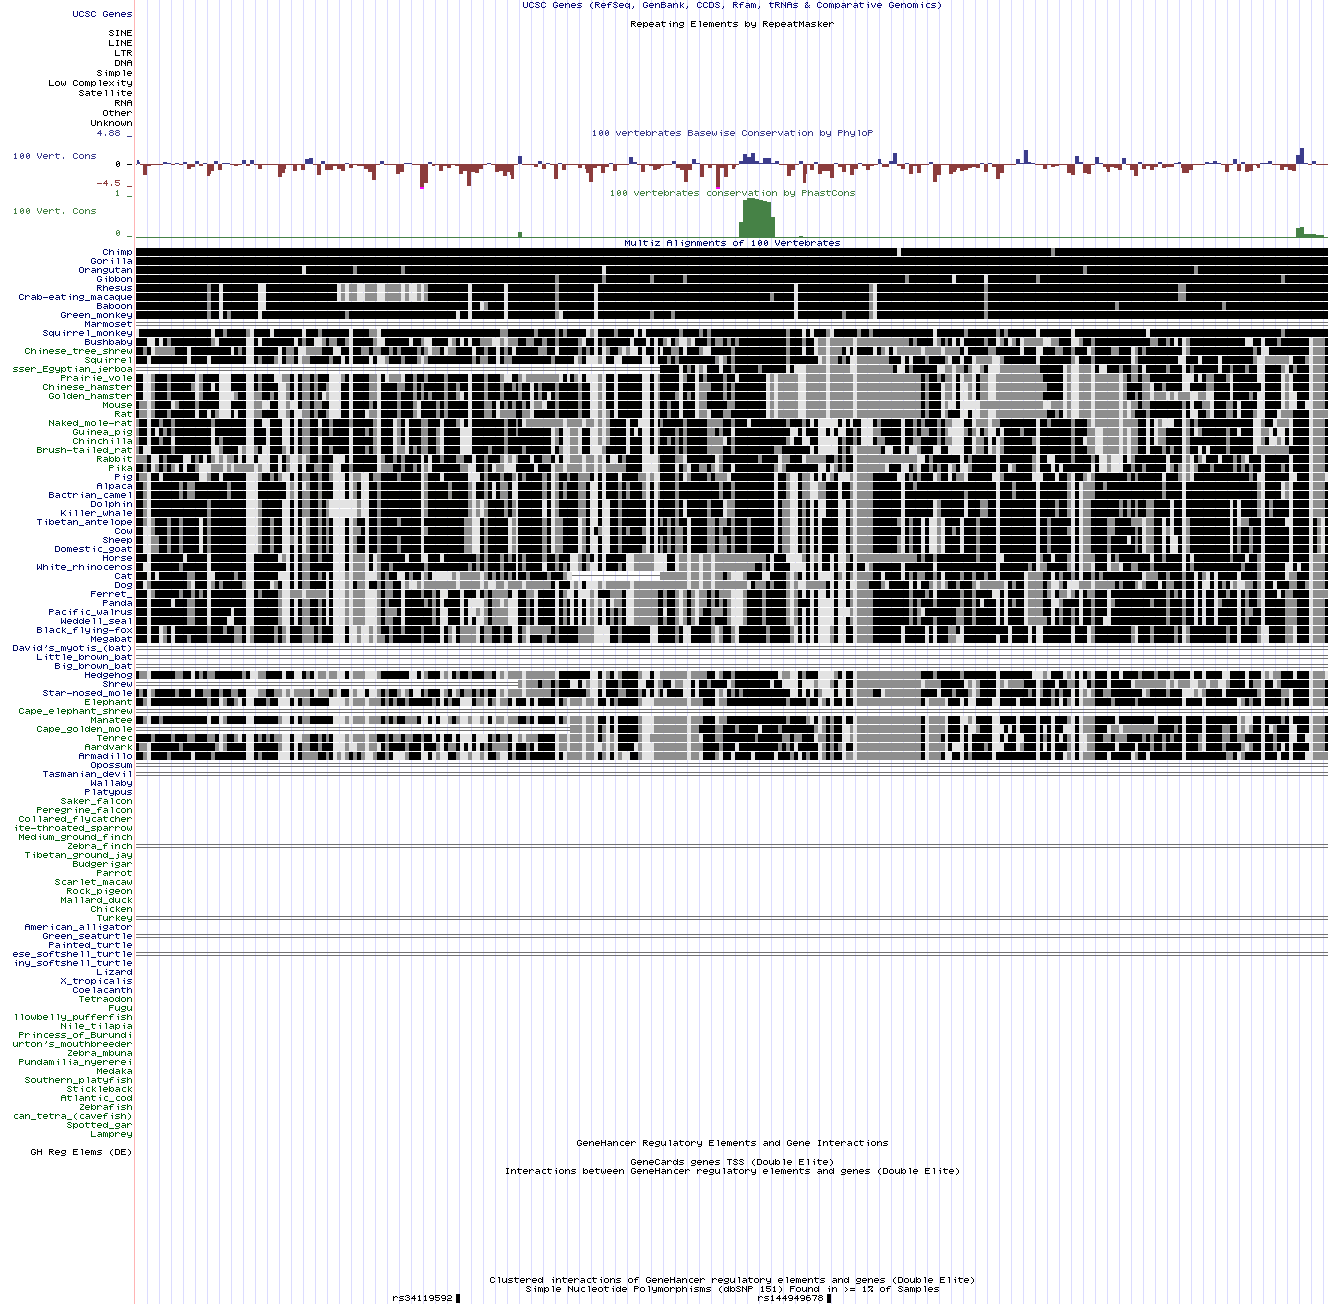 UCSC Genes (RefSeq, GenBank, CCDS, Rfam, tRNAs & Comparative Genomics)
UCSC Genes
Repeating Elements by RepeatMasker
SINE
LINE
LTR
DNA
Simple
Low Complexity
Satellite
RNA
Other
Unknown
100 vertebrates Basewise Conservation by PhyloP
4.88 _
100 Vert. Cons
0 -
-4.5 _
100 vertebrates conservation by PhastCons
1 _
100 Vert. Cons
0 _
Multiz Alignments of 100 Vertebrates
Chimp
Gorilla
Orangutan
Gibbon
Rhesus
Crab-eating_macaque
Baboon
Green_monkey
Marmoset
Squirrel_monkey
Bushbaby
Chinese_tree_shrew
Squirrel
sser_Egyptian_jerboa
Prairie_vole
Chinese_hamster
Golden_hamster
Mouse
Rat
Naked_mole-rat
Guinea_pig
Chinchilla
Brush-tailed_rat
Rabbit
Pika
Pig
Alpaca
Bactrian_camel
Dolphin
Killer_whale
Tibetan_antelope
Cow
Sheep
Domestic_goat
Horse
White_rhinoceros
Cat
Dog
Ferret_
Panda
Pacific_walrus
Weddell_seal
Black_flying-fox
Megabat
David's_myotis_(bat)
Little_brown_bat
Big_brown_bat
Hedgehog
Shrew
Star-nosed_mole
Elephant
Cape_elephant_shrew
Manatee
Cape_golden_mole
Tenrec
Aardvark
Armadillo
Opossum
Tasmanian_devil
Wallaby
Platypus
Saker_falcon
Peregrine_falcon
Collared_flycatcher
ite-throated_sparrow
Medium_ground_finch
Zebra_finch
Tibetan_ground_jay
Budgerigar
Parrot
Scarlet_macaw
Rock_pigeon
Mallard_duck
Chicken
Turkey
American_alligator
Green_seaturtle
Painted_turtle
ese_softshell_turtle
iny_softshell_turtle
Lizard
X_tropicalis
Coelacanth
Tetraodon
Fugu
llowbelly_pufferfish
Nile_tilapia
Princess_of_Burundi
urton's_mouthbreeder
Zebra_mbuna
Pundamilia_nyererei
Medaka
Southern_platyfish
Stickleback
Atlantic_cod
Zebrafish
can_tetra_(cavefish)
Spotted_gar
Lamprey
GeneHancer Regulatory Elements and Gene Interactions
GH Reg Elems (DE)
GeneCards genes TSS (Double Elite)
Interactions between GeneHancer regulatory elements and genes (Double Elite)
Clustered interactions of GeneHancer regulatory elements and genes (Double Elite)
Simple Nucleotide Polymorphisms (dbSNP 151) Found in >= 1% of Samples
rs34119592 rs144949678